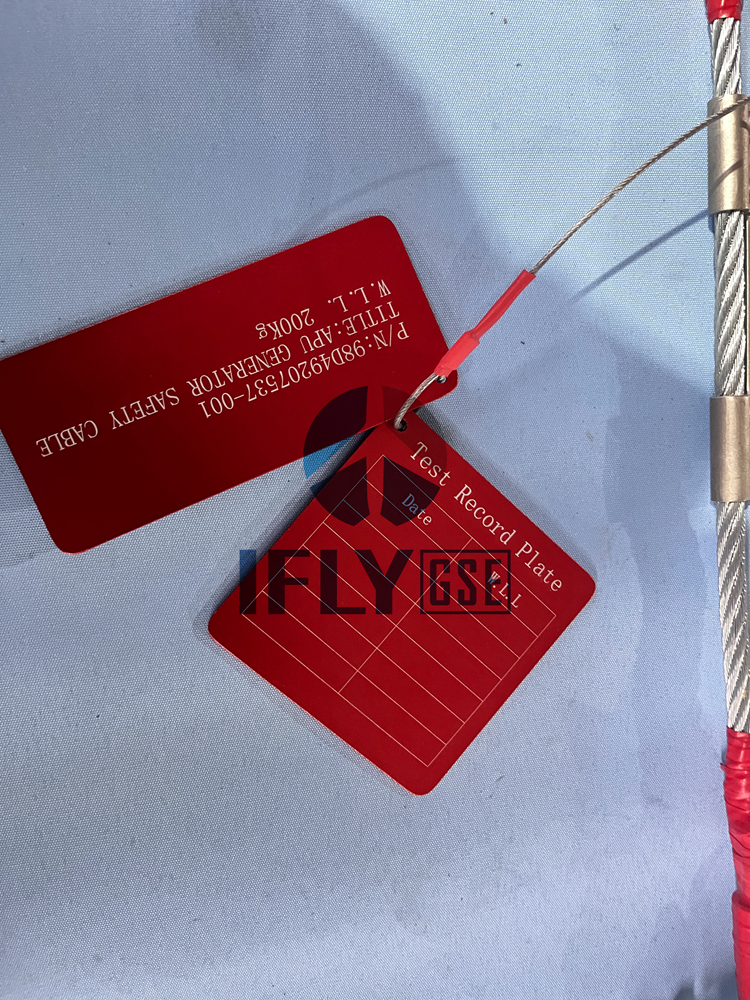 P/N:98D49207537-001
TITLE:APU GENERATOR SAFETY CABLE
W.L.L. 200Kg
Test Record Plate
Date W.L.L
IFLY GSE